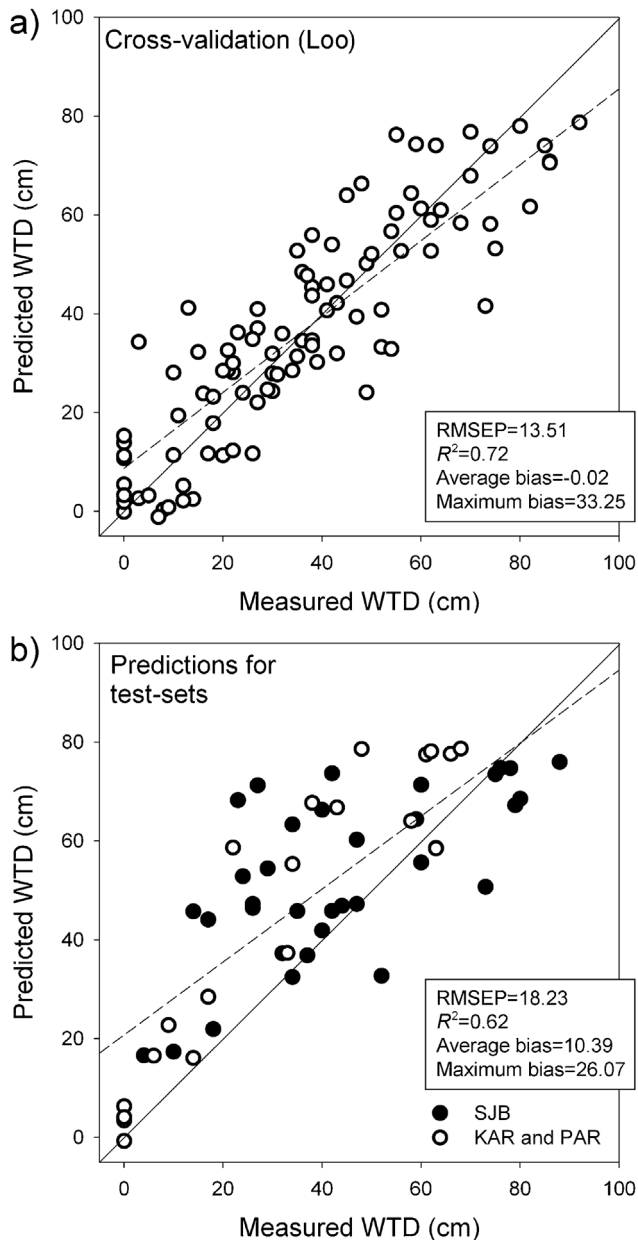 a)
Cross-validation (Loo)
100
80
60
40
20
0
Predicted WTD (cm)
RMSEP=13.51
R²=0.72
Average bias=-0.02
Maximum bias=33.25
0 20 40 60 80 100
Measured WTD (cm)
b)
Predictions for
test-sets
100
80
60
40
20
0
Predicted WTD (cm)
RMSEP=18.23
R²=0.62
Average bias=10.39
Maximum bias=26.07
SJB
KAR and PAR
0 20 40 60 80 100
Measured WTD (cm)